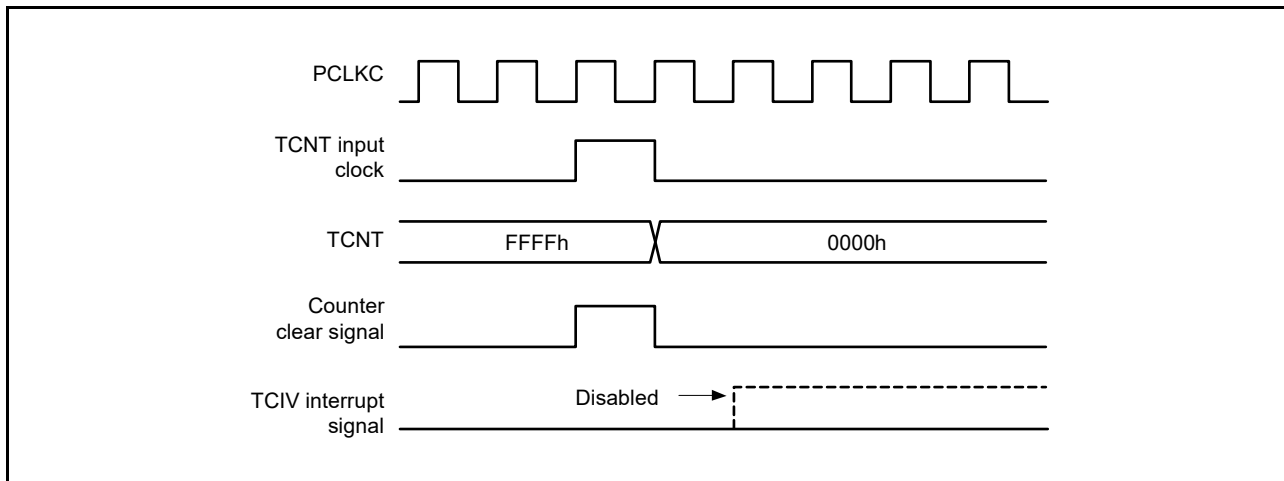 PCLKC
TCNT input
clock
TCNT
FFFFh
0000h
Counter
clear signal
TCIV interrupt
signal
Disabled